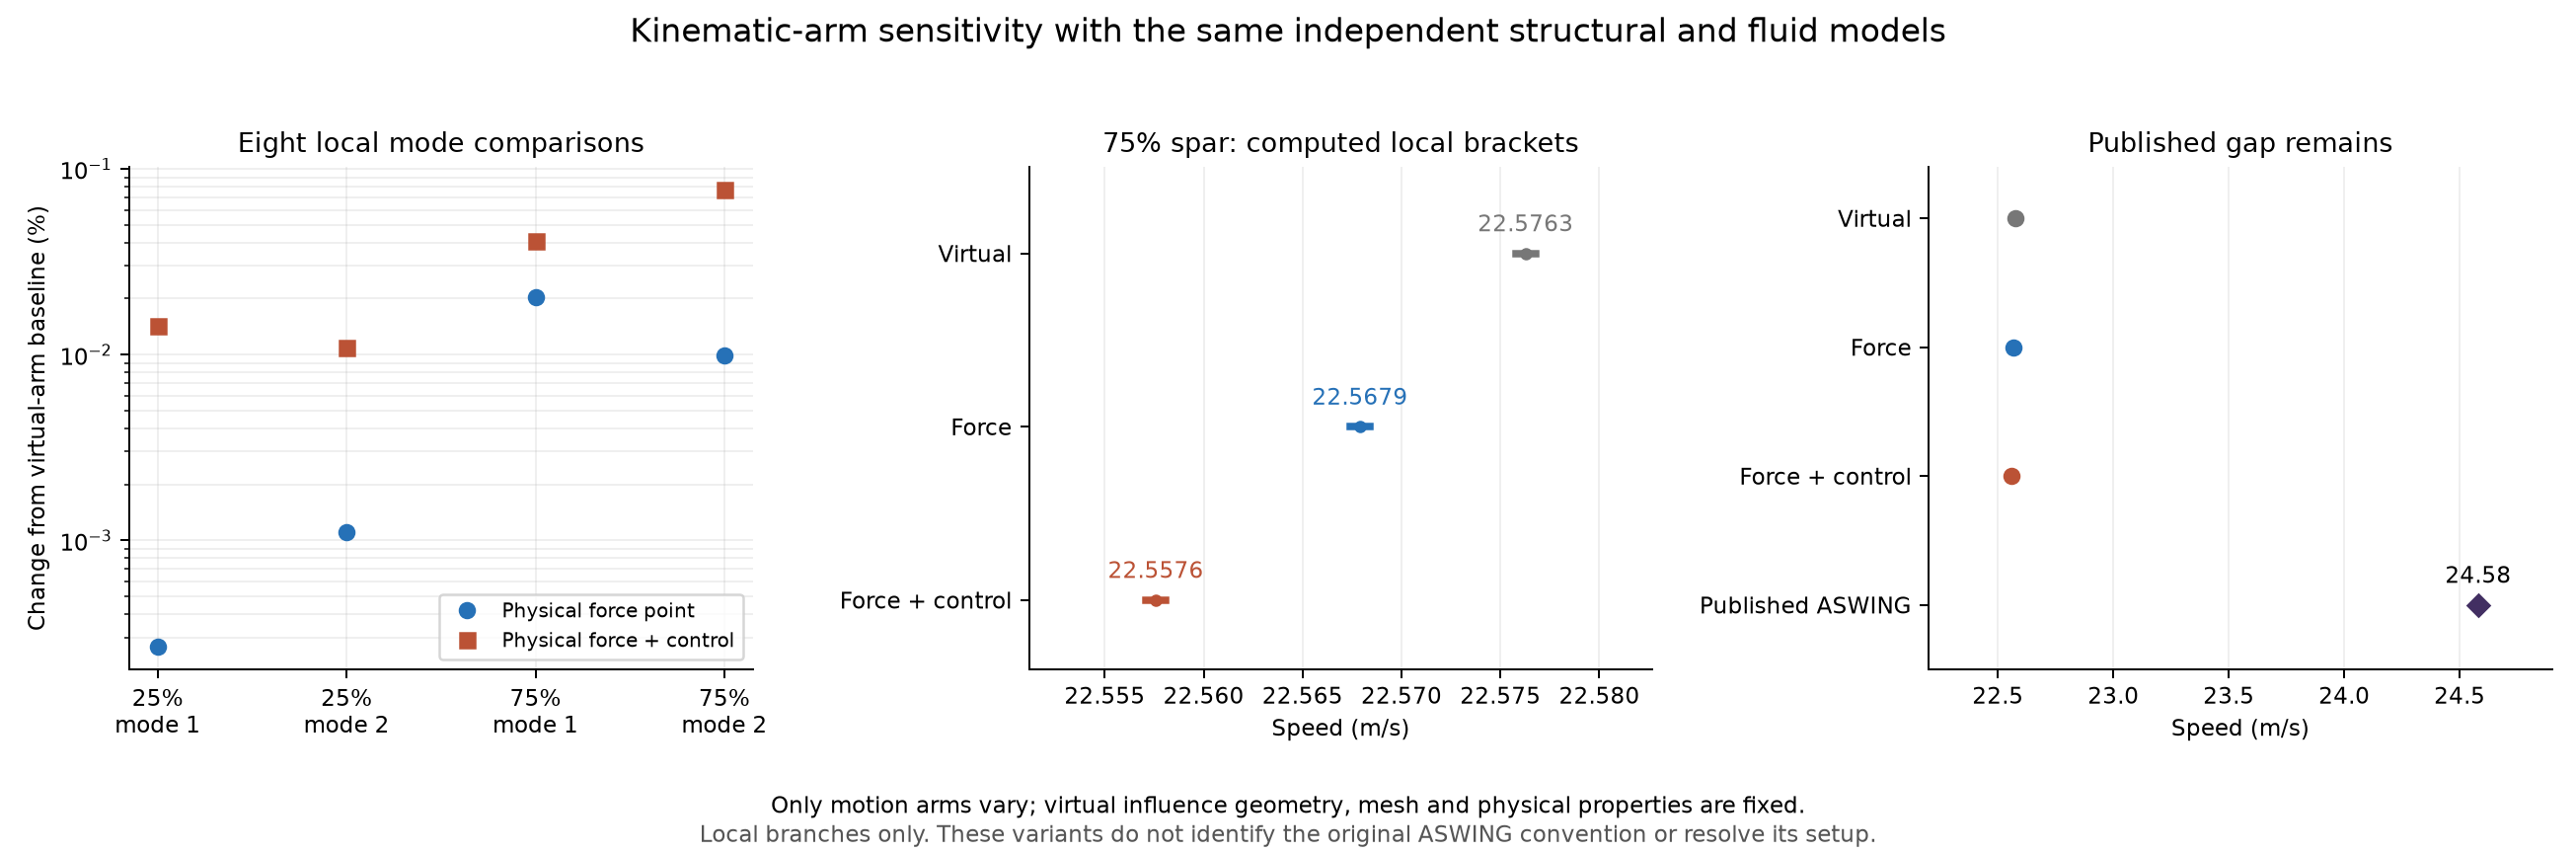 Kinematic-arm sensitivity with the same independent structural and fluid models
Eight local mode comparisons
Change from virtual-arm baseline (%)
10⁻¹
10⁻²
10⁻³
Physical force point
Physical force + control
25%
mode 1
25%
mode 2
75%
mode 1
75%
mode 2
75% spar: computed local brackets
Virtual
Force
Force + control
22.5763
22.5679
22.5576
22.555 22.560 22.565 22.570 22.575 22.580
Speed (m/s)
Published gap remains
Virtual
Force
Force + control
Published ASWING
24.58
22.5 23.0 23.5 24.0 24.5
Speed (m/s)
Only motion arms vary; virtual influence geometry, mesh and physical properties are fixed.
Local branches only. These variants do not identify the original ASWING convention or resolve its setup.